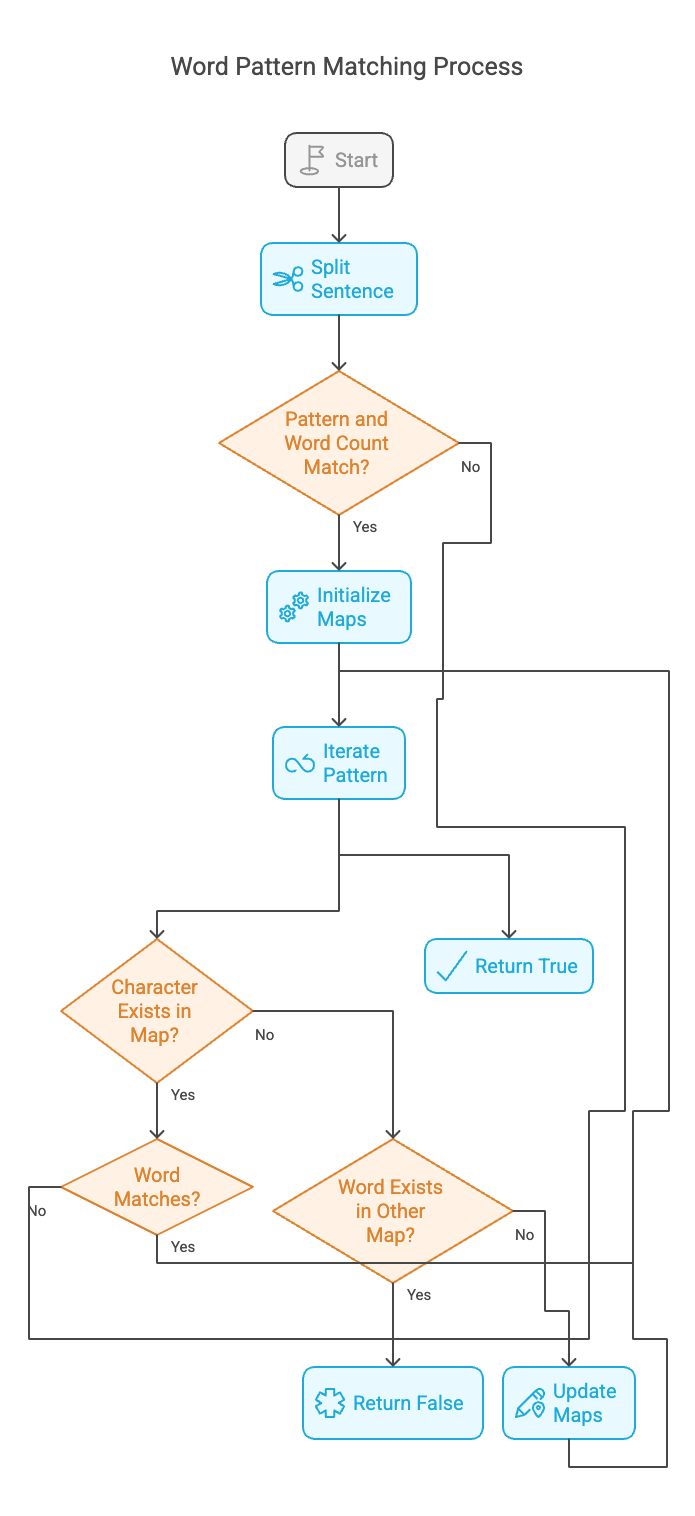 Word Pattern Matching Process
Start
Split
Sentence
Pattern and
Word Count
Match?
No
Yes
Initialize
Maps
Iterate
Pattern
Return True
Character
Exists in
Map?
No
Yes
Word
Matches?
Word Exists
in Other
Map?
No
No
Yes
Yes
Return False
Update
Maps